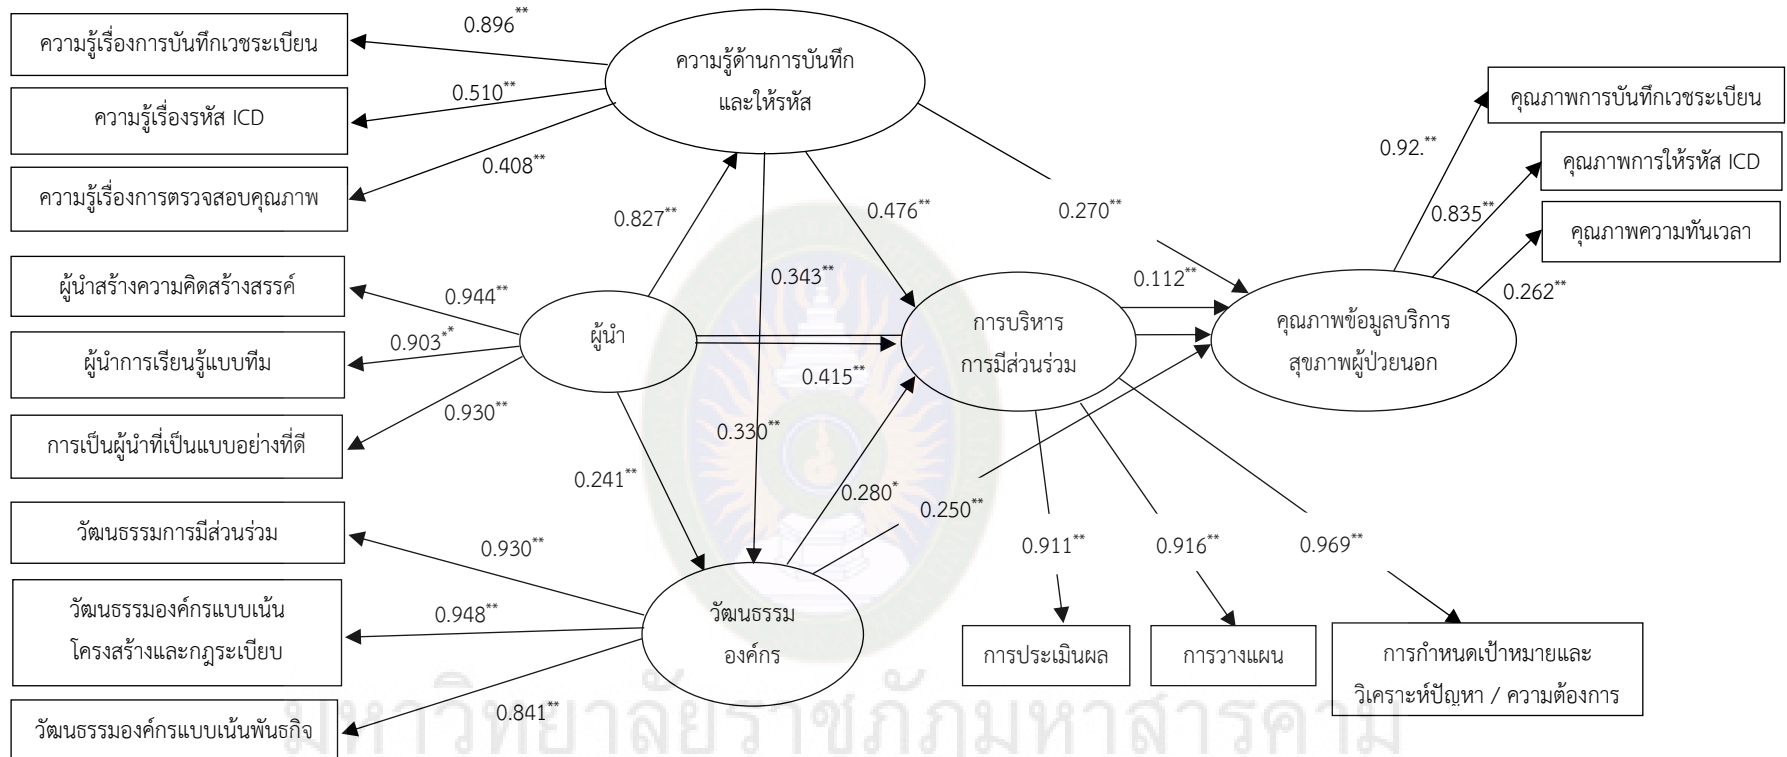 ความรู้เรื่องการบันทึกเวชระเบียน
0.896**
ความรู้ด้านการบันทึก
และให้รหัส
คุณภาพการบันทึกเวชระเบียน
ความรู้เรื่องรหัส ICD
0.510**
0.92.**
คุณภาพการให้รหัส ICD
ความรู้เรื่องการตรวจสอบคุณภาพ
0.408**
0.827**
0.476**
0.270**
0.835**
คุณภาพความทันเวลา
ผู้นำสร้างความคิดสร้างสรรค์
0.944**
0.343**
0.112**
0.262**
ผู้นำการเรียนรู้แบบทีม
0.903**
ผู้นำ
การบริหาร
การมีส่วนร่วม
คุณภาพข้อมูลบริการ
สุขภาพผู้ป่วยนอก
0.415**
การเป็นผู้นำที่เป็นแบบอย่างที่ดี
0.930**
0.330**
0.241**
0.280*
0.250**
วัฒนธรรมการมีส่วนร่วม
0.930**
0.911**
0.916**
0.969**
วัฒนธรรมองค์กรแบบเน้น
โครงสร้างและกฎระเบียบ
0.948**
วัฒนธรรม
องค์กร
การประเมินผล
การวางแผน
การกำหนดเป้าหมายและ
วิเคราะห์ปัญหา / ความต้องการ
วัฒนธรรมองค์กรแบบเน้นพันธกิจ
0.841**
มหาวิทยาลัยราชภัฏมหาสารคาม